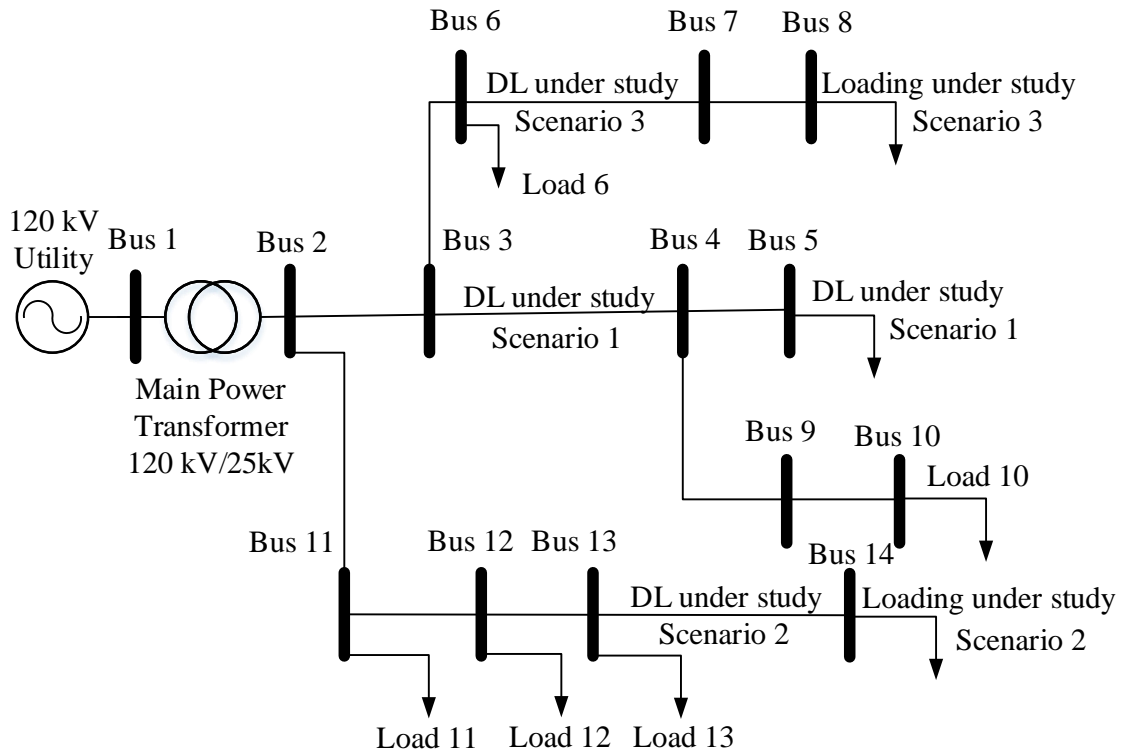 Bus 6
Bus 7
Bus 8
DL under study
Scenario 3
Loading under study
Scenario 3
Load 6
120 kV
Utility
Bus 1
Bus 2
Bus 3
Bus 4
Bus 5
DL under study
Scenario 1
DL under study
Scenario 1
Main Power
Transformer
120 kV/25kV
Bus 9
Bus 10
Load 10
Bus 11
Bus 12
Bus 13
Bus 14
DL under study
Scenario 2
Loading under study
Scenario 2
Load 11
Load 12
Load 13